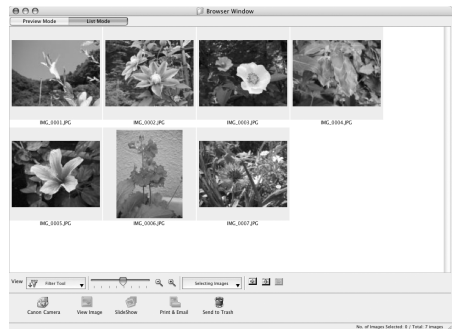 Browser Window
Preview Mode List Mode
IMG_0001.JPG IMG_0002.JPG IMG_0003.JPG IMG_0004.JPG
IMG_0005.JPG IMG_0006.JPG IMG_0007.JPG
View Filter Tool Selecting Images
Canon Camera View Image SlideShow Print & Email Send to Trash
No. of Images Selected: 0 / Total: 7 Images